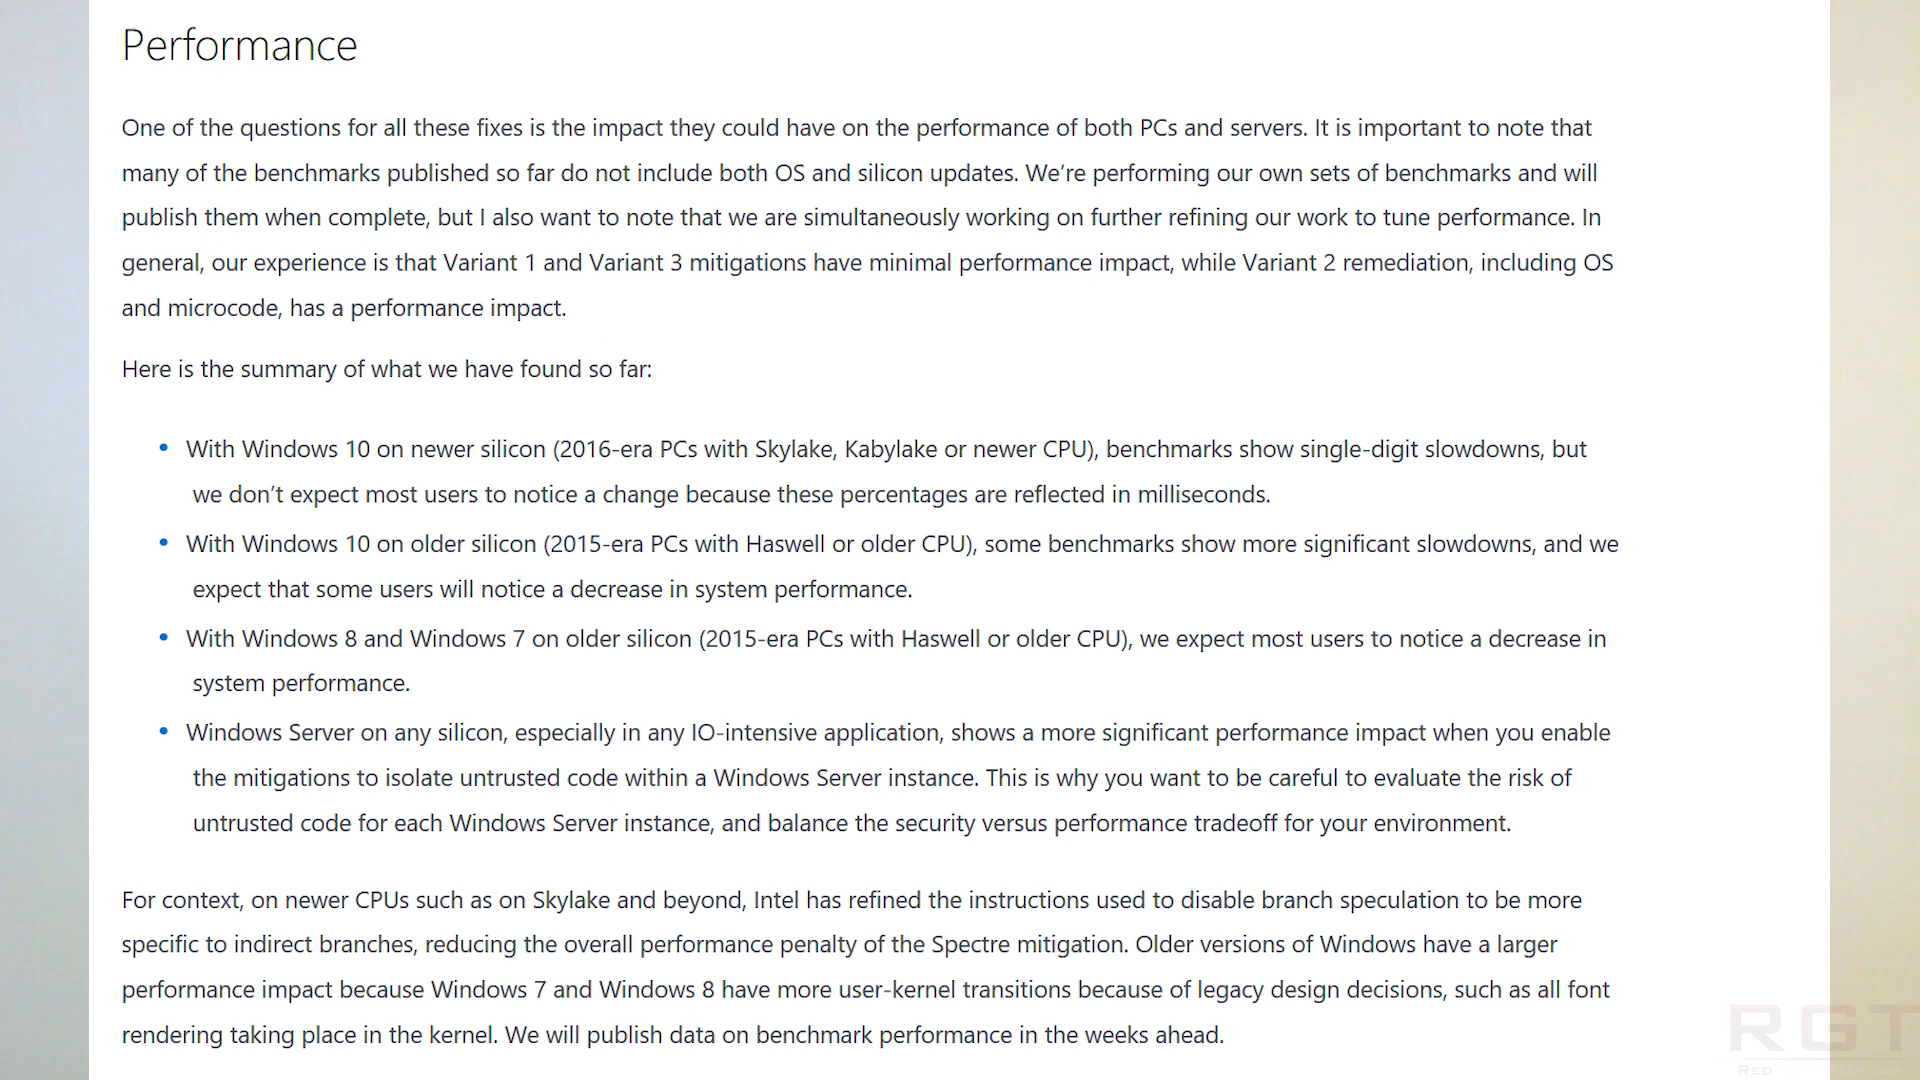 Performance
One of the questions for all these fixes is the impact they could have on the performance of both PCs and servers. It is important to note that
many of the benchmarks published so far do not include both OS and silicon updates. We’re performing our own sets of benchmarks and will
publish them when complete, but I also want to note that we are simultaneously working on further refining our work to tune performance. In
general, our experience is that Variant 1 and Variant 3 mitigations have minimal performance impact, while Variant 2 remediation, including OS
and microcode, has a performance impact.
Here is the summary of what we have found so far:
• With Windows 10 on newer silicon (2016-era PCs with Skylake, Kabylake or newer CPU), benchmarks show single-digit slowdowns, but
we don’t expect most users to notice a change because these percentages are reflected in milliseconds.
• With Windows 10 on older silicon (2015-era PCs with Haswell or older CPU), some benchmarks show more significant slowdowns, and we
expect that some users will notice a decrease in system performance.
• With Windows 8 and Windows 7 on older silicon (2015-era PCs with Haswell or older CPU), we expect most users to notice a decrease in
system performance.
• Windows Server on any silicon, especially in any IO-intensive application, shows a more significant performance impact when you enable
the mitigations to isolate untrusted code within a Windows Server instance. This is why you want to be careful to evaluate the risk of
untrusted code for each Windows Server instance, and balance the security versus performance tradeoff for your environment.
For context, on newer CPUs such as on Skylake and beyond, Intel has refined the instructions used to disable branch speculation to be more
specific to indirect branches, reducing the overall performance penalty of the Spectre mitigation. Older versions of Windows have a larger
performance impact because Windows 7 and Windows 8 have more user-kernel transitions because of legacy design decisions, such as all font
rendering taking place in the kernel. We will publish data on benchmark performance in the weeks ahead.
RGT
RED